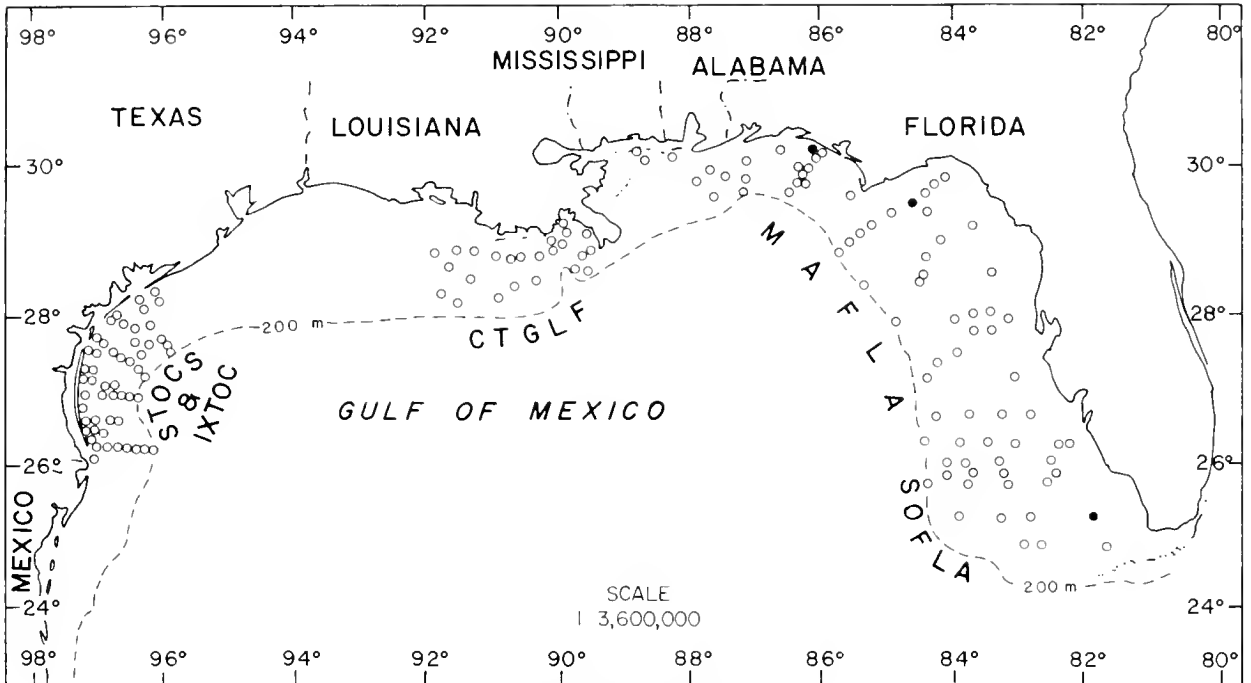 98° 96° 94° 92° 90° 88° 86° 84° 82° 80°
MISSISSIPPI
ALABAMA
TEXAS
LOUISIANA
FLORIDA
30°
30°
MAFLA
28°
28°
200 m
CTGLF
STOCS
&
IXTOC
GULF OF MEXICO
26°
26°
SOFLA
MEXICO
200 m
SCALE
1 3,600,000
24°
24°
98° 96° 94° 92° 90° 88° 86° 84° 82° 80°